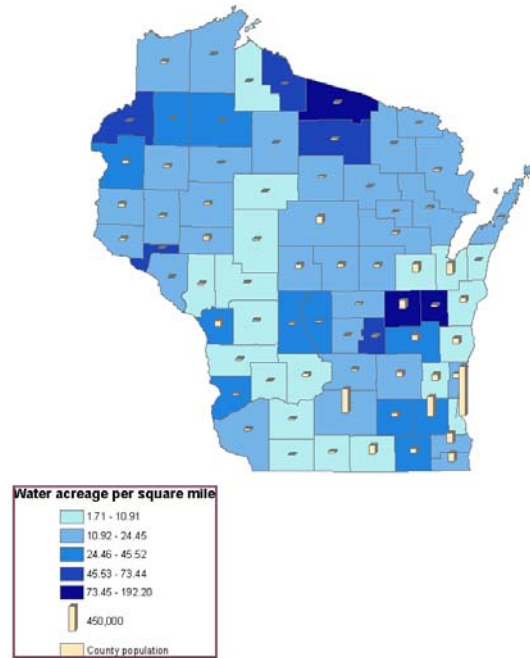 Water acreage per square mile
1.71 - 10.91
10.92 - 24.45
24.46 - 45.52
45.53 - 73.44
73.45 - 192.20
450,000
County population